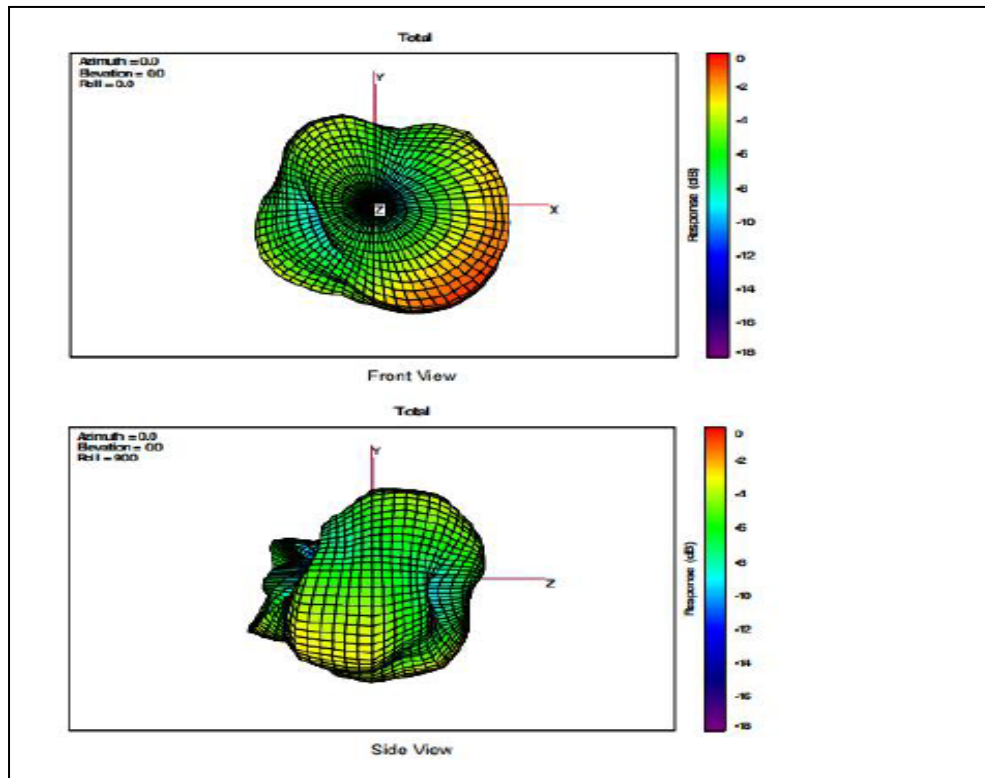 Total
Azimuth = 0.0
Elevation = 0.0
Roll = 0.0
Y
Z
X
0
-2
-4
-6
-8
-10
-12
-14
-16
-18
Response (dB)
Front View
Total
Azimuth = 0.0
Elevation = 0.0
Roll = 90.0
Y
Z
0
-2
-4
-6
-8
-10
-12
-14
-16
-18
Response (dB)
Side View